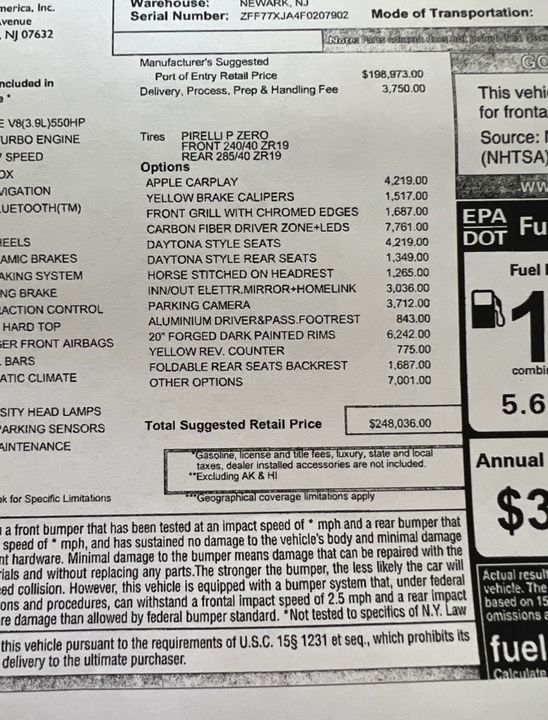 merica, Inc.
venue
, NJ 07632
Warehouse: NEWARK, NJ
Serial Number: ZFF77XJA4F0207902 Mode of Transportation:
Manufacturer's Suggested
Port of Entry Retail Price $198,973.00
Delivery, Process, Prep & Handling Fee 3,750.00
ncluded in
e *
E V8(3.9L)550HP
TURBO ENGINE
7 SPEED
OX
VIGATION
UETOOTH(TM)
EELS
AMIC BRAKES
AKING SYSTEM
NG BRAKE
ACTION CONTROL
HARD TOP
GER FRONT AIRBAGS
BARS
ATIC CLIMATE
SITY HEAD LAMPS
PARKING SENSORS
AINTENANCE
ok for Specific Limitations
Tires PIRELLI P ZERO
FRONT 240/40 ZR19
REAR 285/40 ZR19
Options
APPLE CARPLAY 4,219.00
YELLOW BRAKE CALIPERS 1,517.00
FRONT GRILL WITH CHROMED EDGES 1,687.00
CARBON FIBER DRIVER ZONE+LEDS 7,761.00
DAYTONA STYLE SEATS 4,219.00
DAYTONA STYLE REAR SEATS 1,349.00
HORSE STITCHED ON HEADREST 1,265.00
INN/OUT ELETTR.MIRROR+HOMELINK 3,036.00
PARKING CAMERA 3,712.00
ALUMINIUM DRIVER&PASS.FOOTREST 843.00
20" FORGED DARK PAINTED RIMS 6,242.00
YELLOW REV. COUNTER 775.00
FOLDABLE REAR SEATS BACKREST 1,687.00
OTHER OPTIONS 7,001.00
Total Suggested Retail Price $248,036.00
*Gasoline, license and title fees, luxury, state and local
taxes, dealer installed accessories are not included.
**Excluding AK & HI
***Geographical coverage limitations apply
GO
This vehi
for fronta
Source:
(NHTSA)
WW
EPA
DOT Fu
Fuel
1
combi
5.6
Annual
$3
Actual result
vehicle. The
based on 15
omissions a
fuel
Calculate
a front bumper that has been tested at an impact speed of * mph and a rear bumper that
speed of * mph, and has sustained no damage to the vehicle's body and minimal damage
nt hardware. Minimal damage to the bumper means damage that can be repaired with the
ials and without replacing any parts.The stronger the bumper, the less likely the car will
ed collision. However, this vehicle is equipped with a bumper system that, under federal
ons and procedures, can withstand a frontal impact speed of 2.5 mph and a rear impact
re damage than allowed by federal bumper standard. *Not tested to specifics of N.Y. Law
this vehicle pursuant to the requirements of U.S.C. 15§ 1231 et seq., which prohibits its
delivery to the ultimate purchaser.